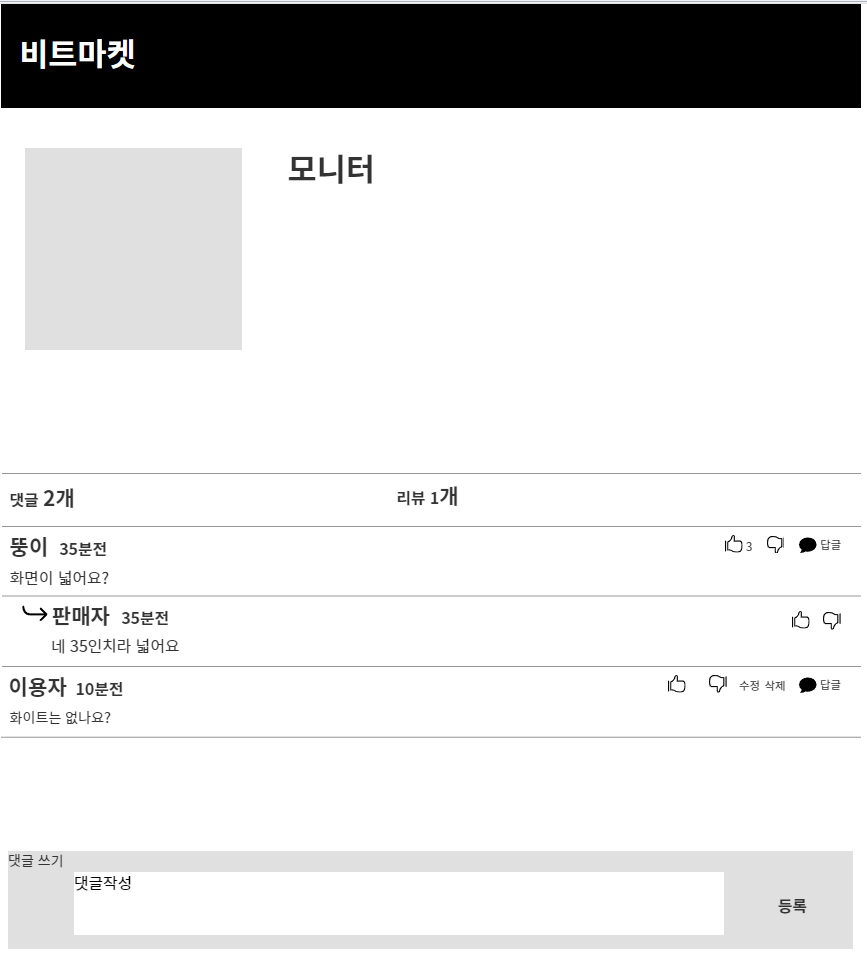 비트마켓
모니터
댓글 2개 리뷰 1개
뚱이 35분전 3 답글
화면이 넓어요?
판매자 35분전
네 35인치라 넓어요
이용자 10분전 수정 삭제 답글
화이트는 없나요?
댓글 쓰기
댓글작성
등록